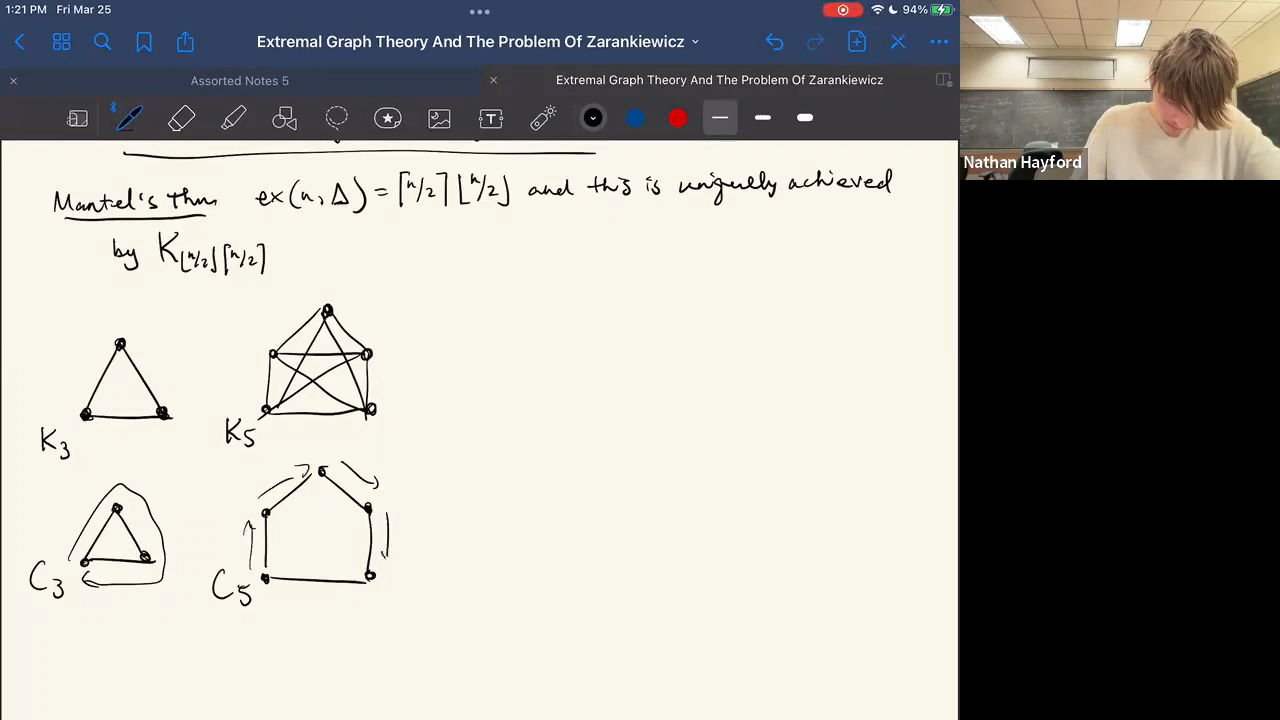 1:21 PM Fri Mar 25
94%
Extremal Graph Theory And The Problem Of Zarankiewicz
Assorted Notes 5
Extremal Graph Theory And The Problem Of Zarankiewicz
T
Nathan Hayford
Mantel's Thm ex(n, Δ) = ⌈n/2⌉ ⌊n/2⌋ and this is uniquely achieved
by K⌊n/2⌋⌈n/2⌉
K3
K5
C3
C5